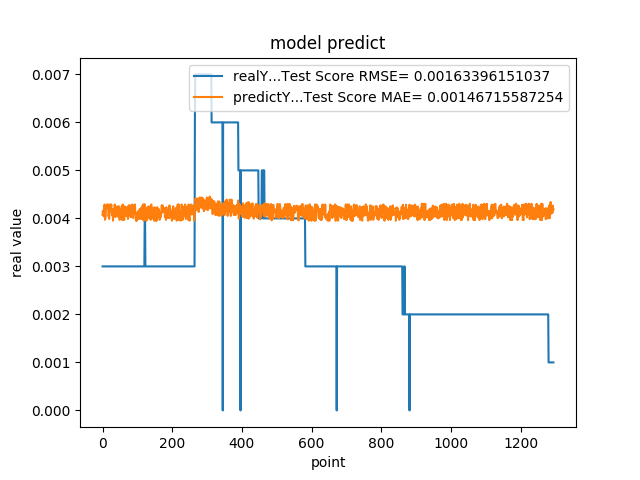 model predict
realY...Test Score RMSE= 0.00163396151037
predictY...Test Score MAE= 0.00146715587254
0.007
0.006
0.005
0.004
0.003
0.002
0.001
0.000
real value
0 200 400 600 800 1000 1200
point